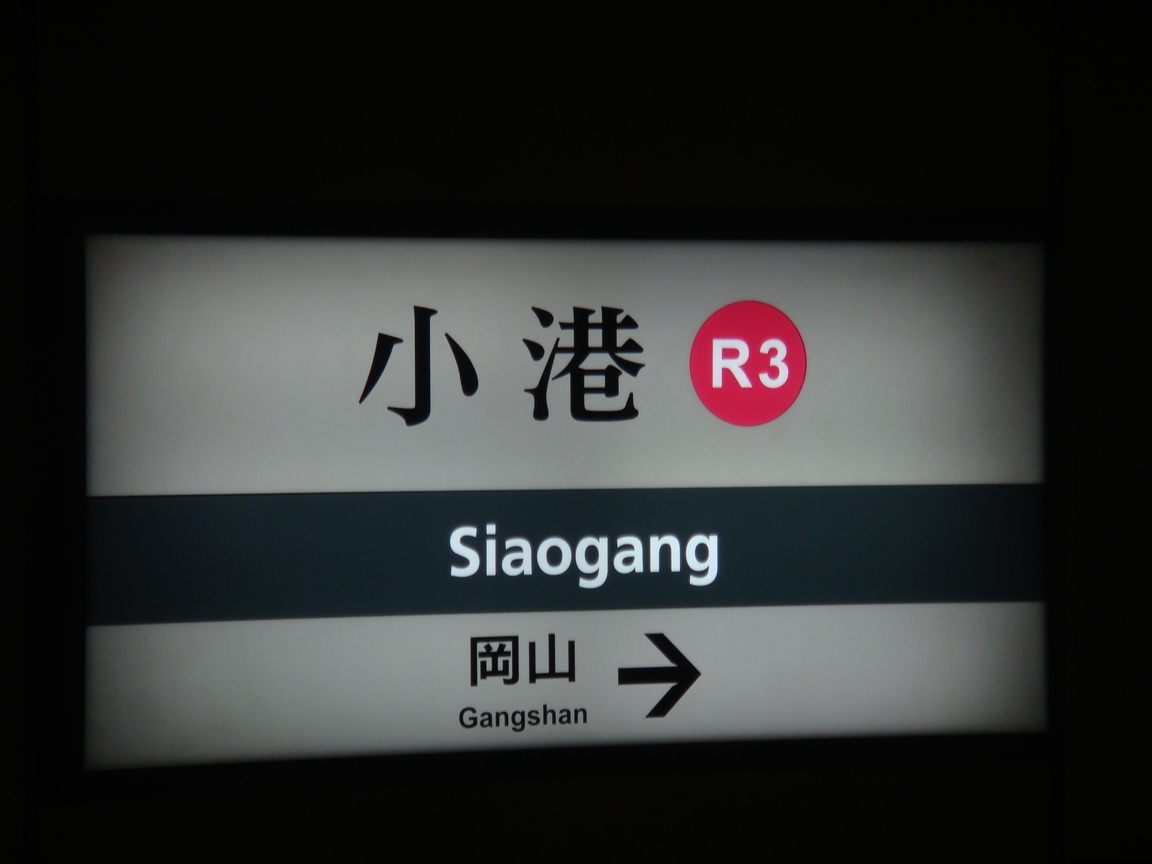 小港 R3
Siaogang
岡山 →
Gangshan